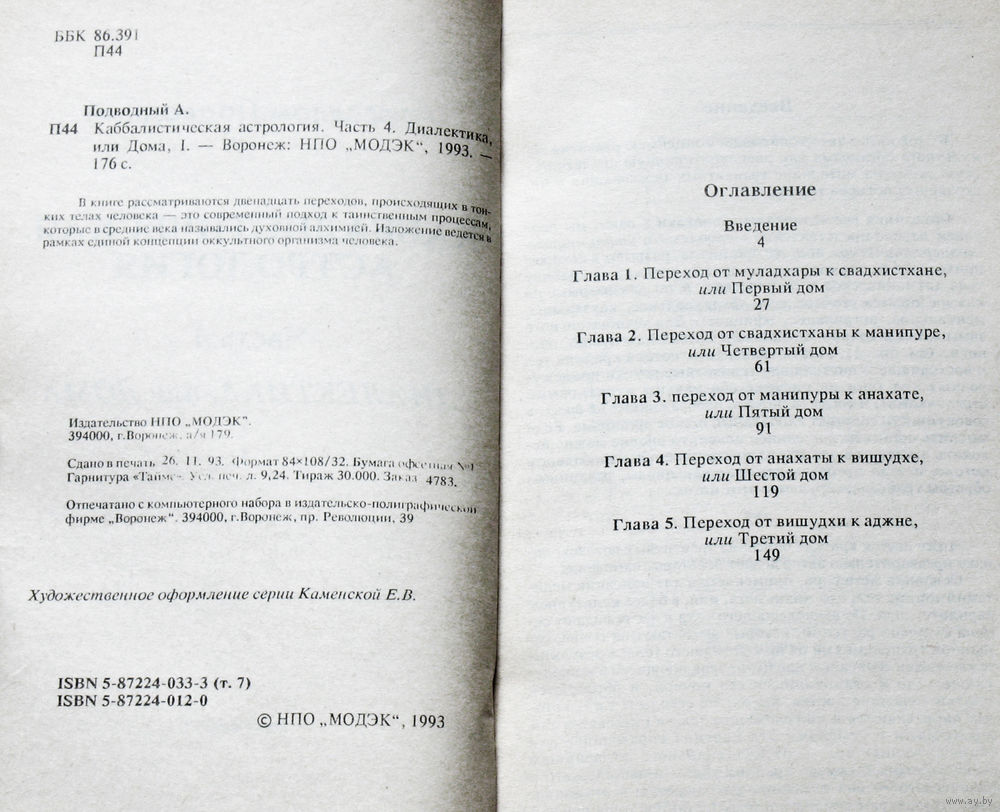 ББК 86.391
П44
Подводный А.
П44 Каббалистическая астрология. Часть 4. Диалектика,
или Дома, I. — Воронеж: НПО „МОДЭК“, 1993. —
176 с.
В книге рассматриваются двенадцать переходов, происходящих в тон-
ких телах человека — это современный подход к таинственным процессам,
которые в средние века назывались духовной алхимией. Изложение ведется в
рамках единой концепции оккультного организма человека.
Издательство НПО „МОДЭК”.
394000, г.Воронеж, а/ч 179.
Сдано в печать 26. 11. 93. Формат 84×108/32. Бумага офсетная №1
Гарнитура «Таймс». Усл. печ. л. 9,24. Тираж 30.000. Заказ 4783.
Отпечатано с компьютерного набора в издательско-полиграфической
фирме „Воронеж“. 394000, г.Воронеж, пр. Революции, 39
Художественное оформление серии Каменской Е.В.
ISBN 5-87224-033-3 (т. 7)
ISBN 5-87224-012-0
© НПО „МОДЭК“, 1993
Оглавление
Введение
4
Глава 1. Переход от муладхары к свадхистхане,
или Первый дом
27
Глава 2. Переход от свадхистханы к манипуре,
или Четвертый дом
61
Глава 3. переход от манипуры к анахате,
или Пятый дом
91
Глава 4. Переход от анахаты к вишудхе,
или Шестой дом
119
Глава 5. Переход от вишудхи к аджне,
или Третий дом
149
www.ay.by